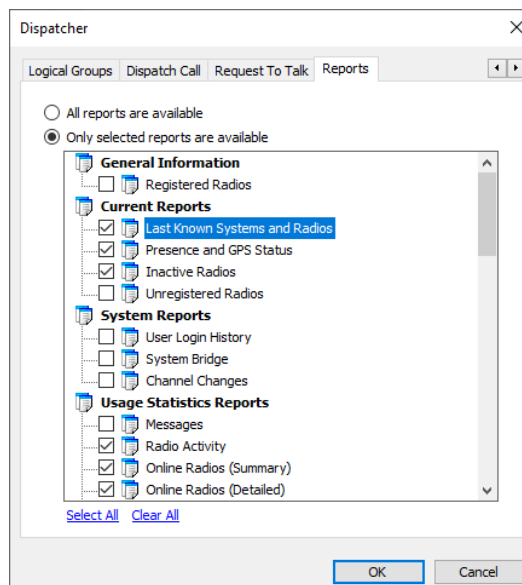 Dispatcher
Logical Groups Dispatch Call Request To Talk Reports
All reports are available
Only selected reports are available
General Information
Registered Radios
Current Reports
Last Known Systems and Radios
Presence and GPS Status
Inactive Radios
Unregistered Radios
System Reports
User Login History
System Bridge
Channel Changes
Usage Statistics Reports
Messages
Radio Activity
Online Radios (Summary)
Online Radios (Detailed)
Select All Clear All
OK Cancel